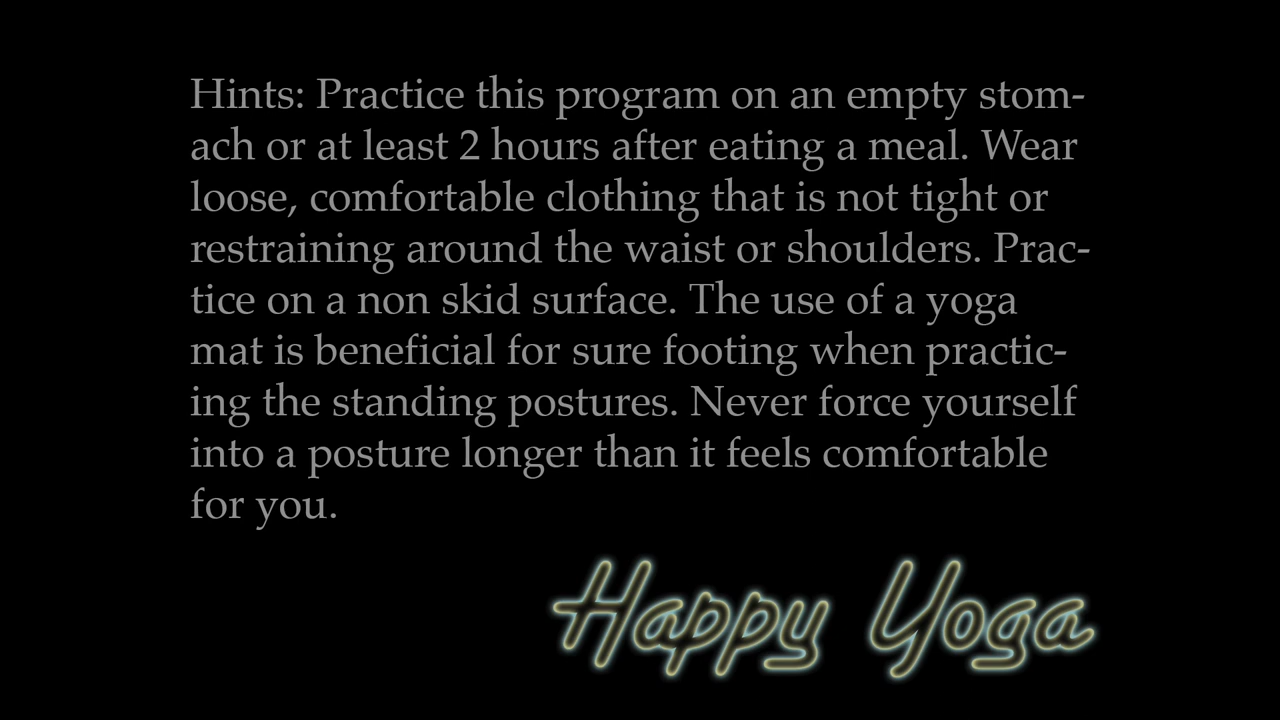 Hints: Practice this program on an empty stom-
ach or at least 2 hours after eating a meal. Wear
loose, comfortable clothing that is not tight or
restraining around the waist or shoulders. Prac-
tice on a non skid surface. The use of a yoga
mat is beneficial for sure footing when practic-
ing the standing postures. Never force yourself
into a posture longer than it feels comfortable
for you.
Happy Yoga